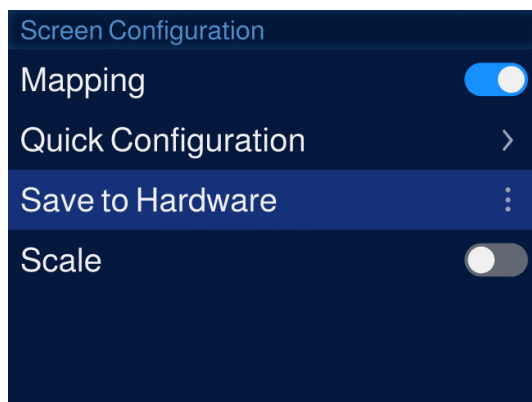 Screen Configuration
Mapping
Quick Configuration
Save to Hardware
Scale